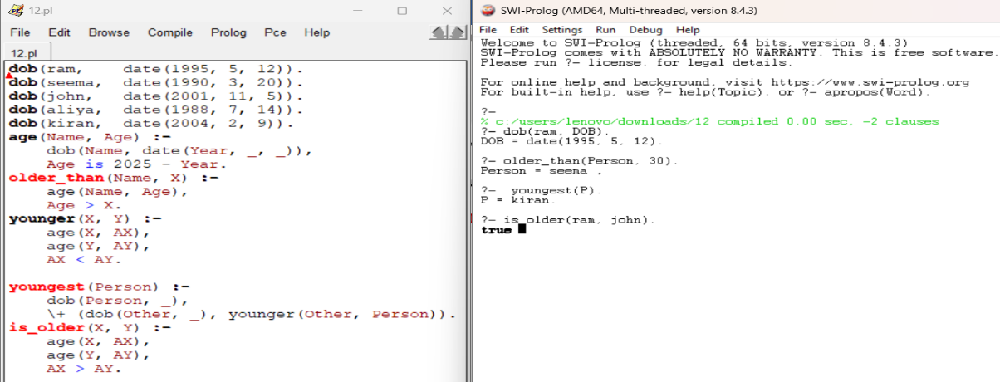 12.pl
File Edit Browse Compile Prolog Pce Help
12.pl
dob(ram, date(1995, 5, 12)).
dob(seema, date(1990, 3, 20)).
dob(john, date(2001, 11, 5)).
dob(aliya, date(1988, 7, 14)).
dob(kiran, date(2004, 2, 9)).
age(Name, Age) :-
    dob(Name, date(Year, _, _)),
    Age is 2025 - Year.
older_than(Name, X) :-
    age(Name, Age),
    Age > X.
younger(X, Y) :-
    age(X, AX),
    age(Y, AY),
    AX < AY.
youngest(Person) :-
    dob(Person, _),
    \+ (dob(Other, _), younger(Other, Person)).
is_older(X, Y) :-
    age(X, AX),
    age(Y, AY),
    AX > AY.
SWI-Prolog (AMD64, Multi-threaded, version 8.4.3)
File Edit Settings Run Debug Help
Welcome to SWI-Prolog (threaded, 64 bits, version 8.4.3)
SWI-Prolog comes with ABSOLUTELY NO WARRANTY. This is free software.
Please run ?- license. for legal details.
For online help and background, visit https://www.swi-prolog.org
For built-in help, use ?- help(Topic). or ?- apropos(Word).
?-
% c:/users/lenovo/downloads/12 compiled 0.00 sec, -2 clauses
?- dob(ram, DOB).
DOB = date(1995, 5, 12).
?- older_than(Person, 30).
Person = seema .
?-  youngest(P).
P = kiran.
?- is_older(ram, john).
true